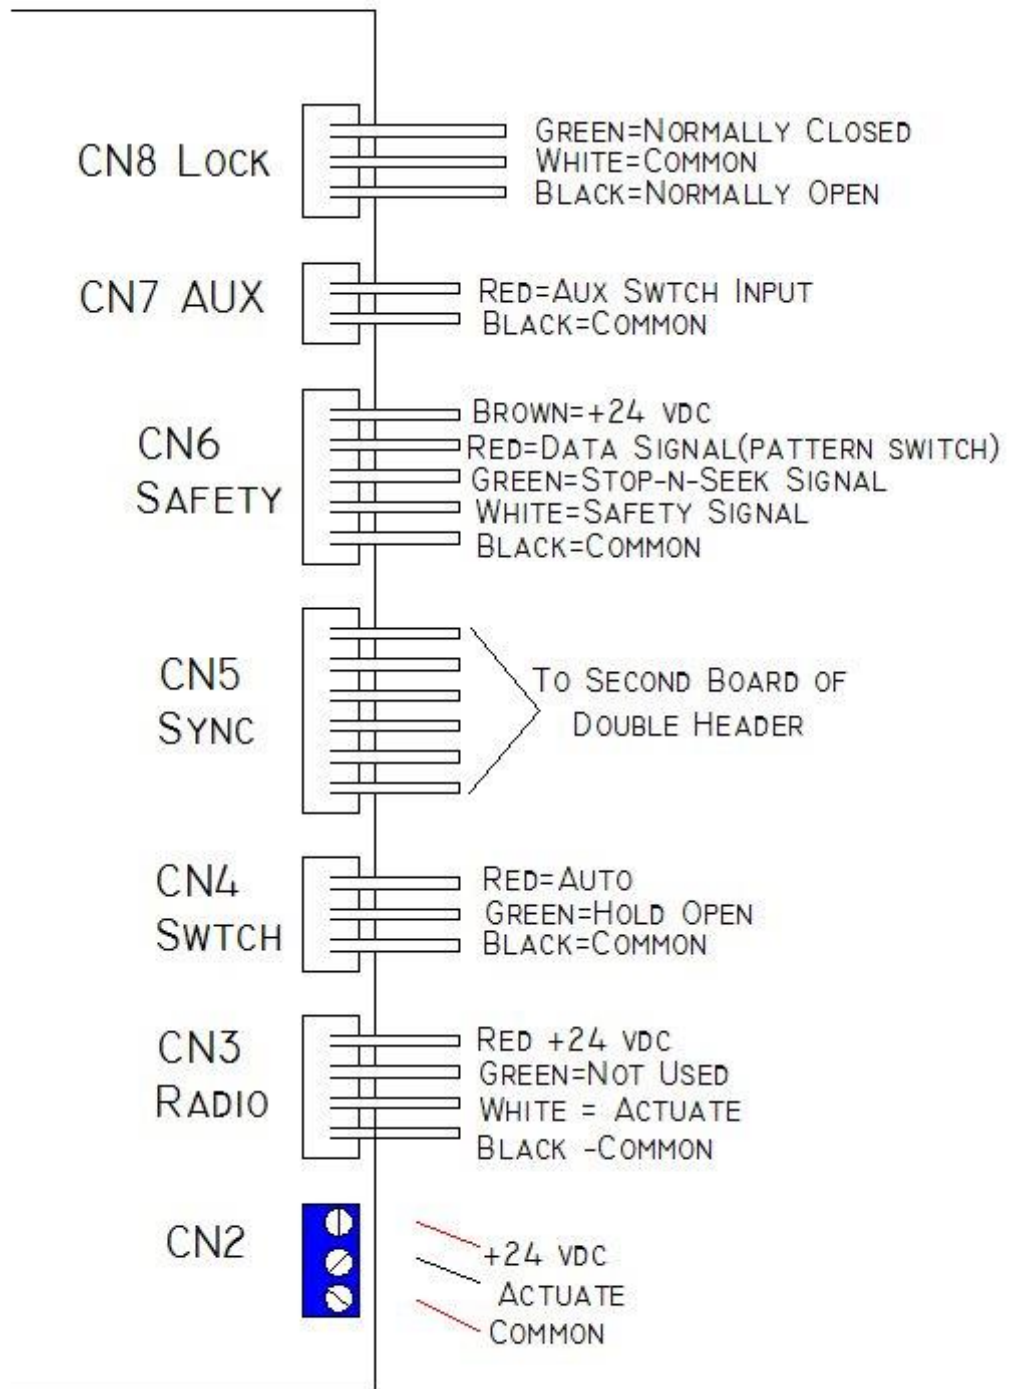 CN8 LOCK
GREEN=NORMALLY CLOSED
WHITE=COMMON
BLACK=NORMALLY OPEN
CN7 AUX
RED=AUX SWTCH INPUT
BLACK=COMMON
CN6
SAFETY
BROWN=+24 VDC
RED=DATA SIGNAL(PATTERN SWITCH)
GREEN=STOP-N-SEEK SIGNAL
WHITE=SAFETY SIGNAL
BLACK=COMMON
CN5
SYNC
TO SECOND BOARD OF
DOUBLE HEADER
CN4
SWTCH
RED=AUTO
GREEN=HOLD OPEN
BLACK=COMMON
CN3
RADIO
RED +24 VDC
GREEN=NOT USED
WHITE = ACTUATE
BLACK -COMMON
CN2
+24 VDC
ACTUATE
COMMON